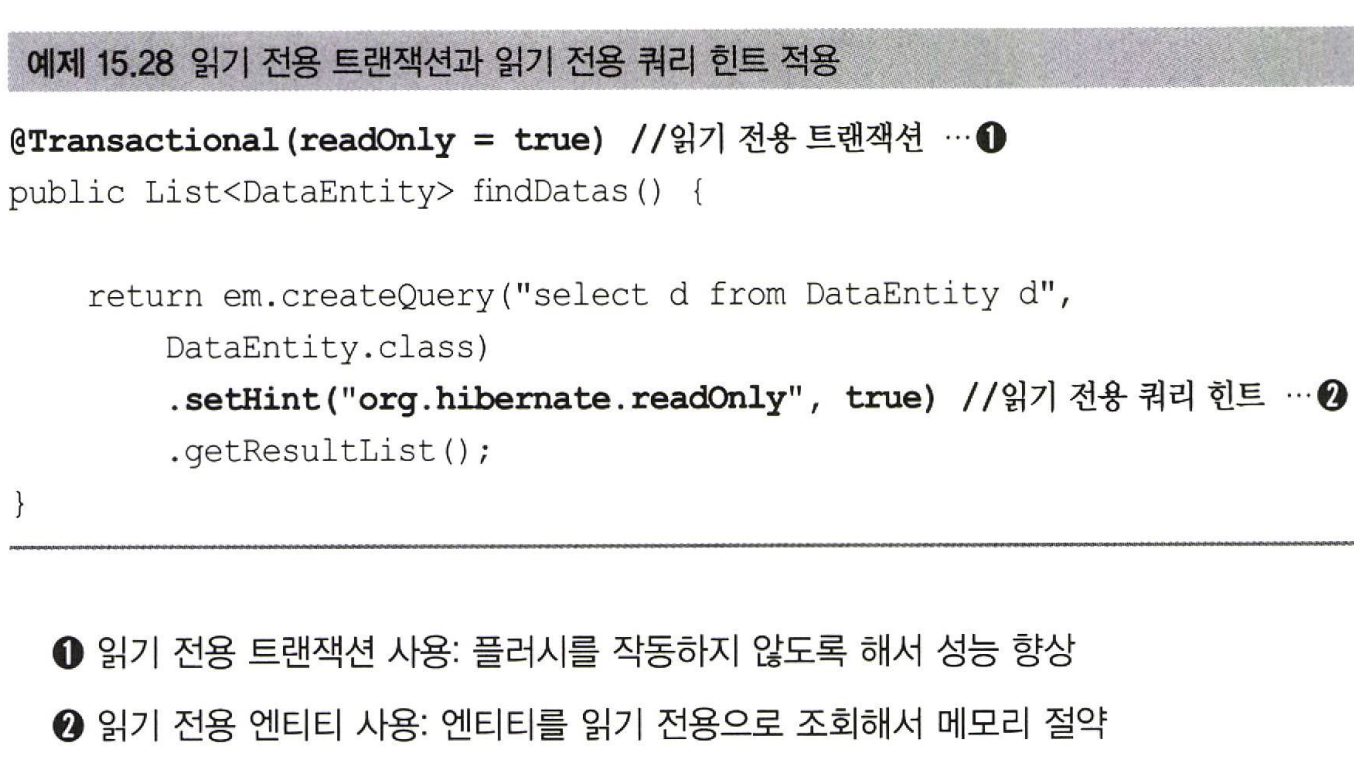 예제 15.28 읽기 전용 트랜잭션과 읽기 전용 쿼리 힌트 적용
@Transactional(readOnly = true) //읽기 전용 트랜잭션 …❶
public List<DataEntity> findDatas() {
return em.createQuery("select d from DataEntity d",
DataEntity.class)
.setHint("org.hibernate.readOnly", true) //읽기 전용 쿼리 힌트 …❷
.getResultList();
}
❶ 읽기 전용 트랜잭션 사용: 플러시를 작동하지 않도록 해서 성능 향상
❷ 읽기 전용 엔티티 사용: 엔티티를 읽기 전용으로 조회해서 메모리 절약